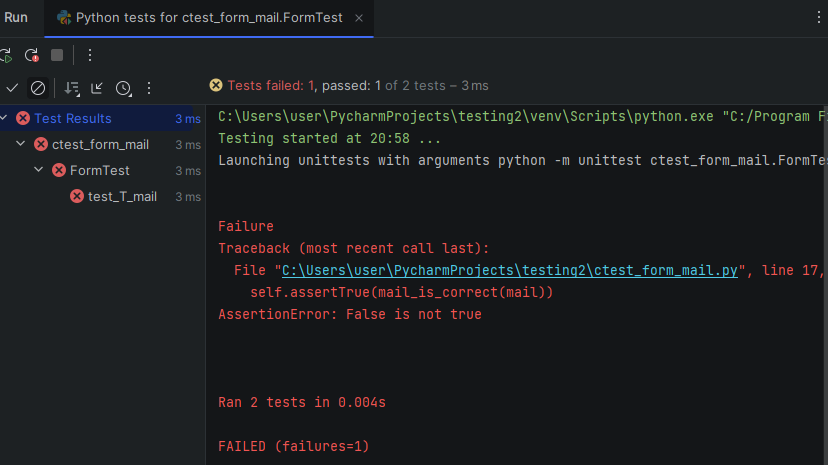 Run
Python tests for ctest_form_mail.FormTest
Tests failed: 1, passed: 1 of 2 tests – 3 ms
Test Results 3 ms
ctest_form_mail 3 ms
FormTest 3 ms
test_T_mail 3 ms
C:\Users\user\PycharmProjects\testing2\venv\Scripts\python.exe "C:/Program Fi
Testing started at 20:58 ...
Launching unittests with arguments python -m unittest ctest_form_mail.FormTe
Failure
Traceback (most recent call last):
File "C:\Users\user\PycharmProjects\testing2\ctest_form_mail.py", line 17,
self.assertTrue(mail_is_correct(mail))
AssertionError: False is not true
Ran 2 tests in 0.004s
FAILED (failures=1)